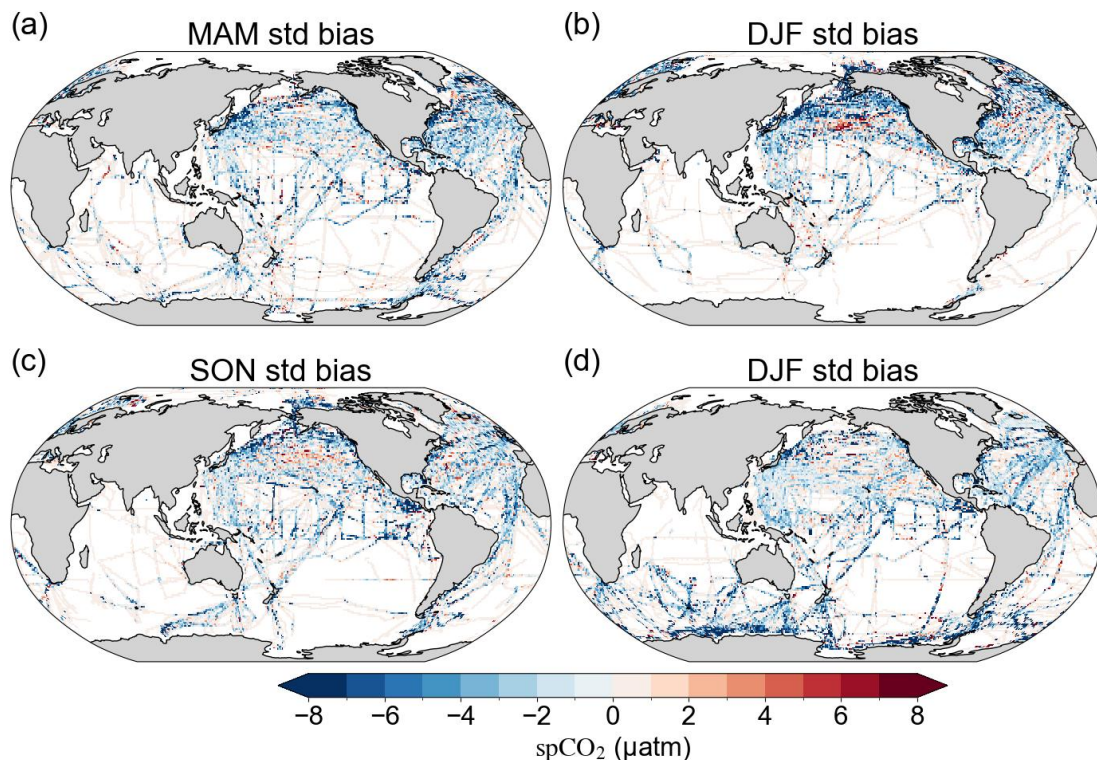 (a) MAM std bias
(b) DJF std bias
(c) SON std bias
(d) DJF std bias
−8 −6 −4 −2 0 2 4 6 8
spCO₂ (µatm)